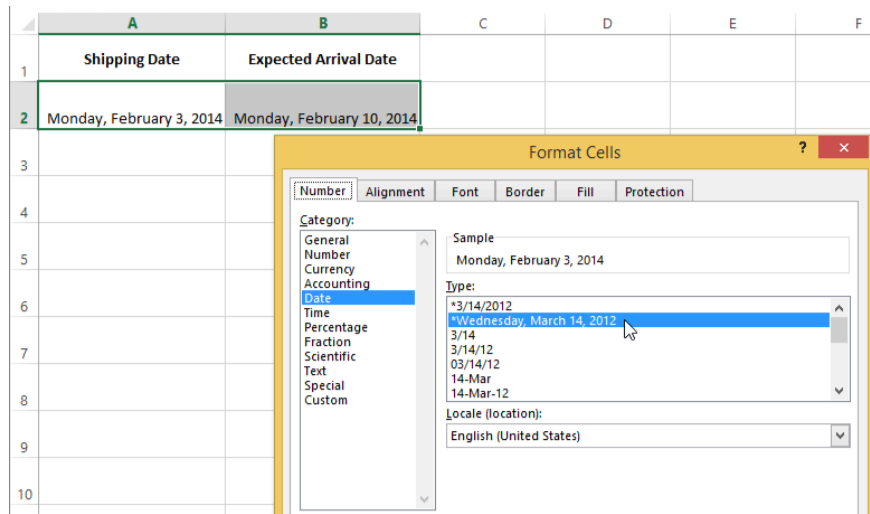 A B C D E F
1 Shipping Date Expected Arrival Date
2 Monday, February 3, 2014 Monday, February 10, 2014
3
4
5
6
7
8
9
10
Format Cells ? ×
Number Alignment Font Border Fill Protection
Category:
General
Number
Currency
Accounting
Date
Time
Percentage
Fraction
Scientific
Text
Special
Custom
Sample
Monday, February 3, 2014
Type:
*3/14/2012
*Wednesday, March 14, 2012
3/14
3/14/12
03/14/12
14-Mar
14-Mar-12
Locale (location):
English (United States)